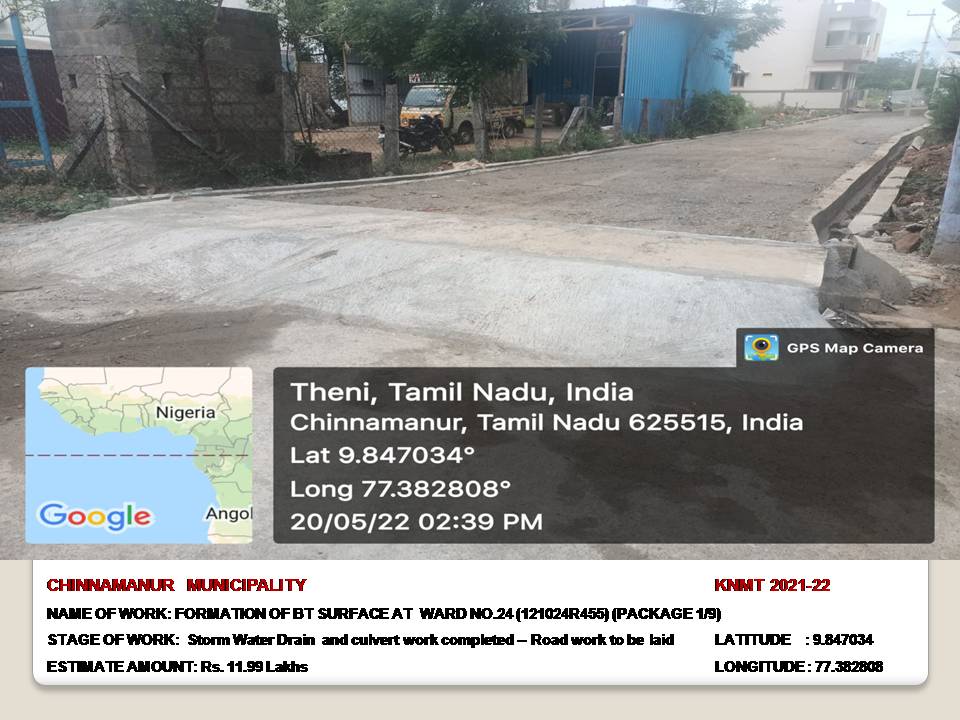 GPS Map Camera
Nigeria
Angol
Google
Theni, Tamil Nadu, India
Chinnamanur, Tamil Nadu 625515, India
Lat 9.847034°
Long 77.382808°
20/05/22 02:39 PM
CHINNAMANUR MUNICIPALITY KNMT 2021-22
NAME OF WORK: FORMATION OF BT SURFACE AT WARD NO.24 (121024R455) (PACKAGE 1/9)
STAGE OF WORK: Storm Water Drain and culvert work completed – Road work to be laid LATITUDE : 9.847034
ESTIMATE AMOUNT: Rs. 11.99 Lakhs LONGITUDE : 77.382808